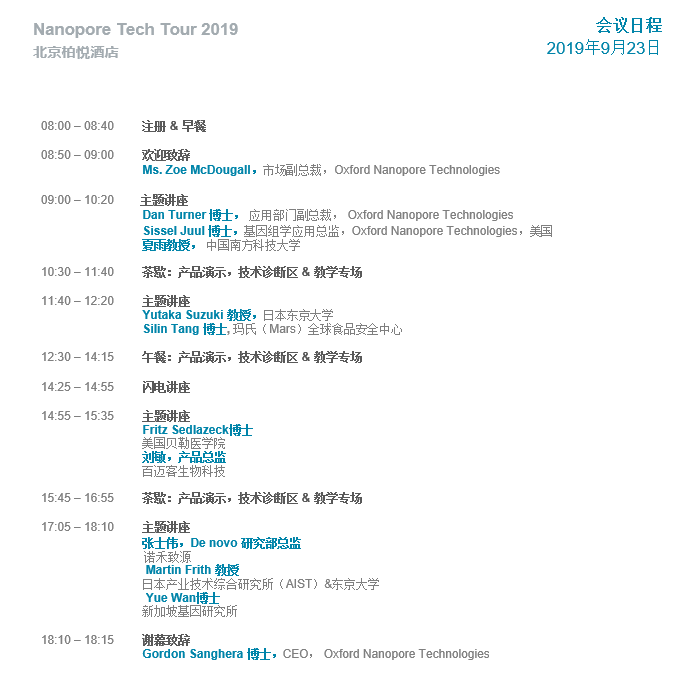 Nanopore Tech Tour 2019
北京柏悦酒店
会议日程
2019年9月23日
08:00 – 08:40 注册 & 早餐
08:50 – 09:00 欢迎致辞
Ms. Zoe McDougall，市场副总裁，Oxford Nanopore Technologies
09:00 – 10:20 主题讲座
Dan Turner 博士， 应用部门副总裁， Oxford Nanopore Technologies
Sissel Juul 博士，基因组学应用总监，Oxford Nanopore Technologies，美国
夏雨教授， 中国南方科技大学
10:30 – 11:40 茶歇：产品演示，技术诊断区 & 教学专场
11:40 – 12:20 主题讲座
Yutaka Suzuki 教授，日本东京大学
Silin Tang 博士, 玛氏（Mars）全球食品安全中心
12:30 – 14:15 午餐：产品演示，技术诊断区 & 教学专场
14:25 – 14:55 闪电讲座
14:55 – 15:35 主题讲座
Fritz Sedlazeck博士
美国贝勒医学院
刘敏，产品总监
百迈客生物科技
15:45 – 16:55 茶歇：产品演示，技术诊断区 & 教学专场
17:05 – 18:10 主题讲座
张士伟，De novo 研究部总监
诺禾致源
Martin Frith 教授
日本产业技术综合研究所（AIST）&东京大学
Yue Wan博士
新加坡基因研究所
18:10 – 18:15 谢幕致辞
Gordon Sanghera 博士，CEO， Oxford Nanopore Technologies